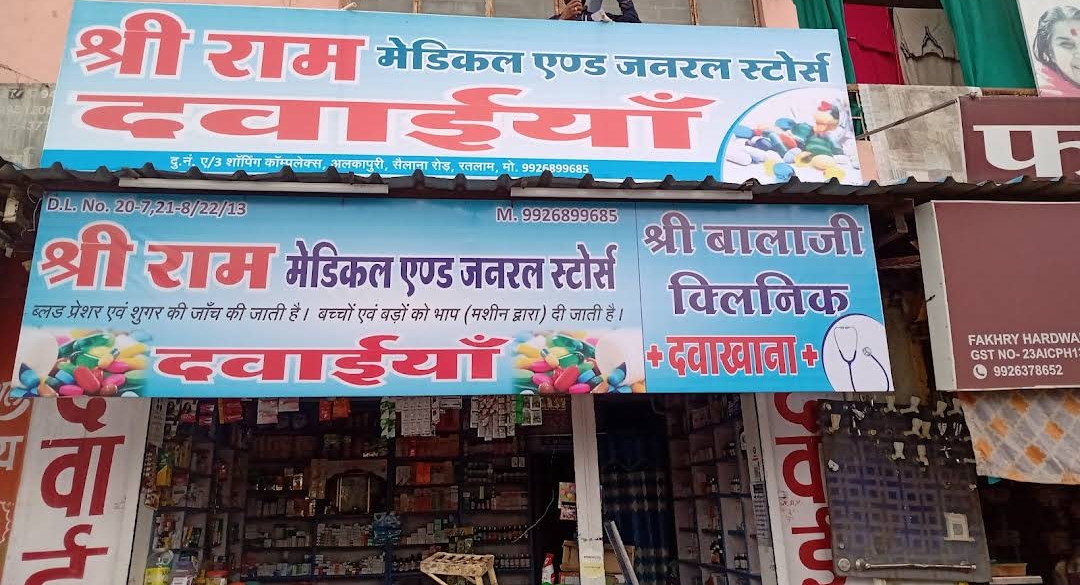 श्री राम मेडिकल एण्ड जनरल स्टोर्स
दवाईयाँ
दु.नं. ए/3 शॉपिंग कॉम्पलेक्स, अलकापुरी, सैलाना रोड़, रतलाम, मो. 9926899685
D.L. No. 20-7,21-8/22/13
M. 9926899685
श्री राम मेडिकल एण्ड जनरल स्टोर्स
ब्लड प्रेशर एवं शुगर की जाँच की जाती है। बच्चों एवं बड़ों को भाप (मशीन द्वारा) दी जाती है।
दवाईयाँ
श्री बालाजी
क्लिनिक
+दवाखाना+
FAKHRY HARDWA
GST NO- 23AICPH1
9926378652
द
वा
ई
द
वा
ई